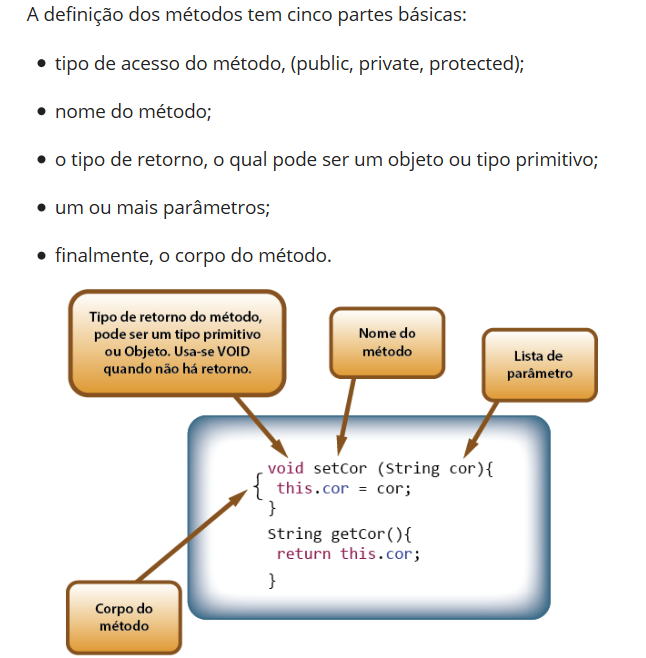 A definição dos métodos tem cinco partes básicas:
• tipo de acesso do método, (public, private, protected);
• nome do método;
• o tipo de retorno, o qual pode ser um objeto ou tipo primitivo;
• um ou mais parâmetros;
• finalmente, o corpo do método.
Tipo de retorno do método,
pode ser um tipo primitivo
ou Objeto. Usa-se VOID
quando não há retorno.
Nome do
método
Lista de
parâmetro
void setCor (String cor){
{ this.cor = cor;
}
String getCor(){
return this.cor;
}
Corpo do
método